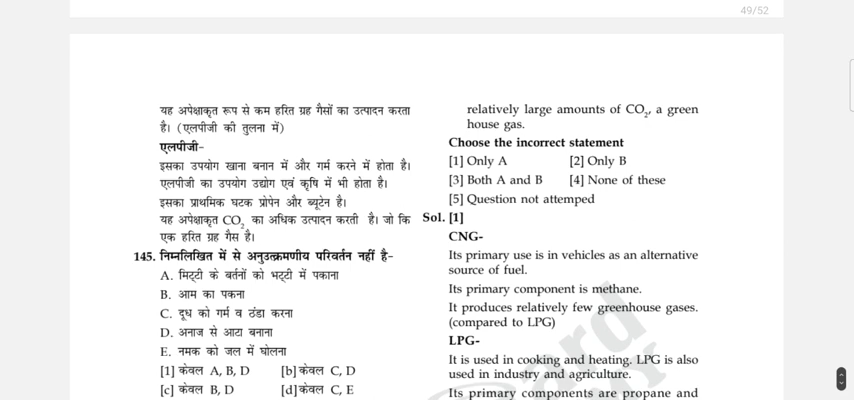 49/52
यह अपेक्षाकृत रूप से कम हरित ग्रह गैसों का उत्पादन करता
है। (एलपीजी की तुलना में)
एलपीजी-
इसका उपयोग खाना बनान में और गर्म करने में होता है।
एलपीजी का उपयोग उद्योग एवं कृषि में भी होता है।
इसका प्राथमिक घटक प्रोपेन और ब्यूटेन है।
यह अपेक्षाकृत CO₂ का अधिक उत्पादन करती है। जो कि
एक हरित ग्रह गैस है।
145. निम्नलिखित में से अनुउत्क्रमणीय परिवर्तन नहीं है-
A. मिट्टी के बर्तनों को भट्टी में पकाना
B. आम का पकना
C. दूध को गर्म व ठंडा करना
D. अनाज से आटा बनाना
E. नमक को जल में घोलना
[1] केवल A, B, D [b] केवल C, D
[c] केवल B, D [d] केवल C, E
relatively large amounts of CO₂, a green
house gas.
Choose the incorrect statement
[1] Only A [2] Only B
[3] Both A and B [4] None of these
[5] Question not attemped
Sol. [1]
CNG-
Its primary use is in vehicles as an alternative
source of fuel.
Its primary component is methane.
It produces relatively few greenhouse gases.
(compared to LPG)
LPG-
It is used in cooking and heating. LPG is also
used in industry and agriculture.
Its primary components are propane and